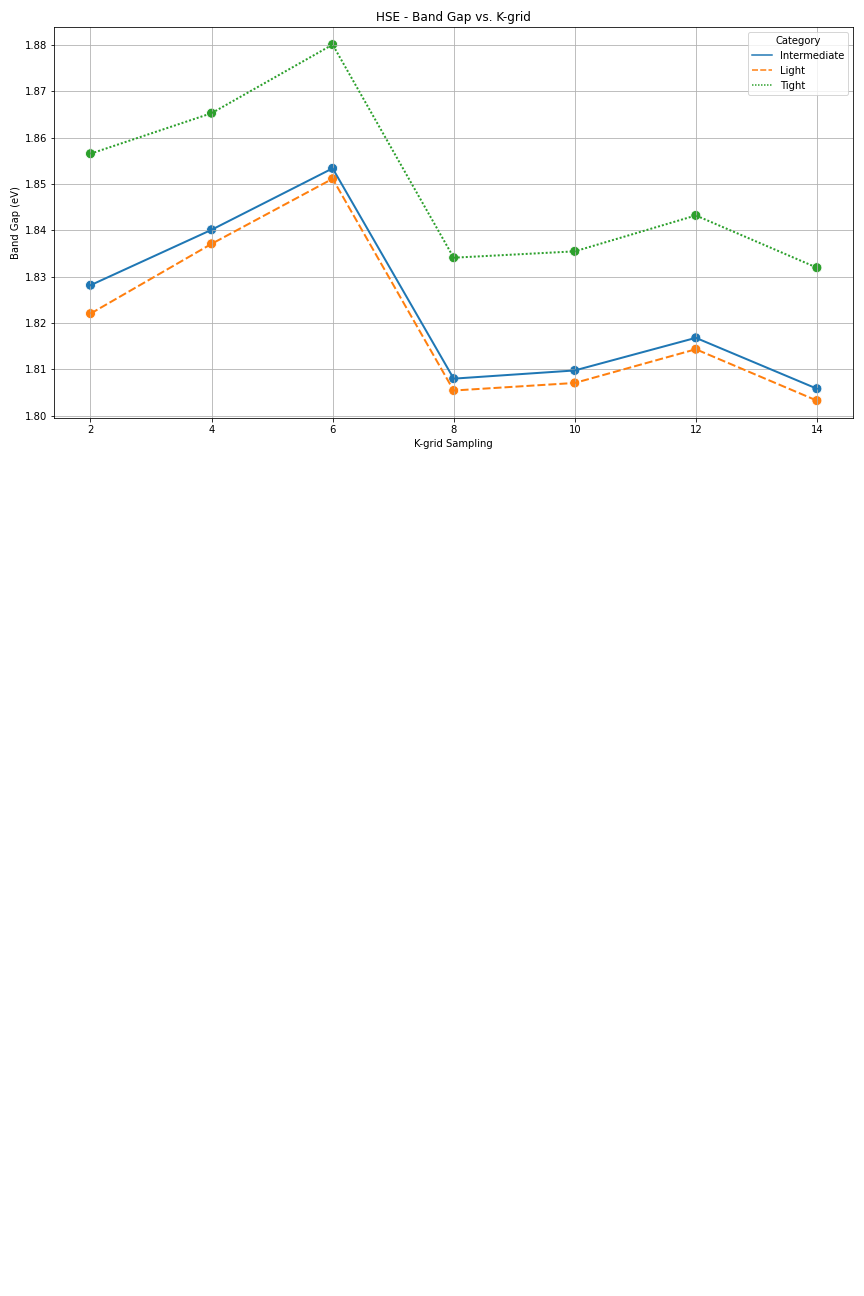 HSE - Band Gap vs. K-grid
Category
Intermediate
Light
Tight
Band Gap (eV)
1.88
1.87
1.86
1.85
1.84
1.83
1.82
1.81
1.80
2 4 6 8 10 12 14
K-grid Sampling